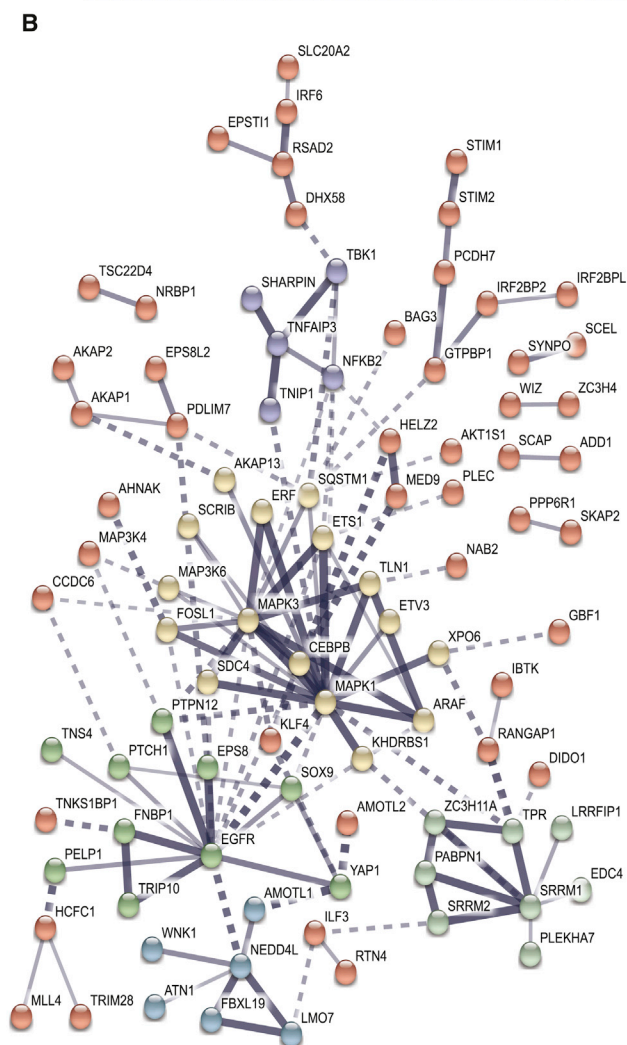 B
SLC20A2
IRF6
EPSTI1
RSAD2
STIM1
DHX58
STIM2
TBK1
PCDH7
TSC22D4
SHARPIN
IRF2BP2
IRF2BPL
NRBP1
BAG3
TNFAIP3
SCEL
SYNPO
AKAP2
EPS8L2
NFKB2
GTPBP1
AKAP1
TNIP1
WIZ
ZC3H4
PDLIM7
HELZ2
AKT1S1
SCAP
ADD1
AKAP13
SQSTM1
PLEC
AHNAK
ERF
MED9
SCRIB
ETS1
PPP6R1
SKAP2
MAP3K4
NAB2
MAP3K6
TLN1
CCDC6
MAPK3
FOSL1
ETV3
GBF1
CEBPB
XPO6
SDC4
IBTK
MAPK1
PTPN12
ARAF
KLF4
RANGAP1
TNS4
KHDRBS1
PTCH1
EPS8
DIDO1
SOX9
TNKS1BP1
AMOTL2
ZC3H11A
TPR
LRRFIP1
FNBP1
EGFR
PELP1
PABPN1
YAP1
EDC4
TRIP10
AMOTL1
SRRM1
HCFC1
ILF3
SRRM2
WNK1
NEDD4L
PLEKHA7
RTN4
ATN1
MLL4
TRIM28
FBXL19
LMO7